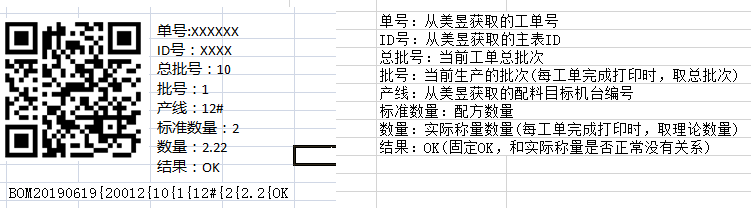 单号:XXXXXX
ID号：XXXX
总批号：10
批号：1
产线：12#
标准数量：2
数量：2.22
结果：OK
BOM20190619{20012{10{1{12#{2{2.2{OK
单号：从美昱获取的工单号
ID号：从美昱获取的主表ID
总批号：当前工单总批次
批号：当前生产的批次(每工单完成打印时，取总批次)
产线：从美昱获取的配料目标机台编号
标准数量：配方数量
数量：实际称量数量(每工单完成打印时，取理论数量)
结果：OK(固定OK，和实际称量是否正常没有关系)